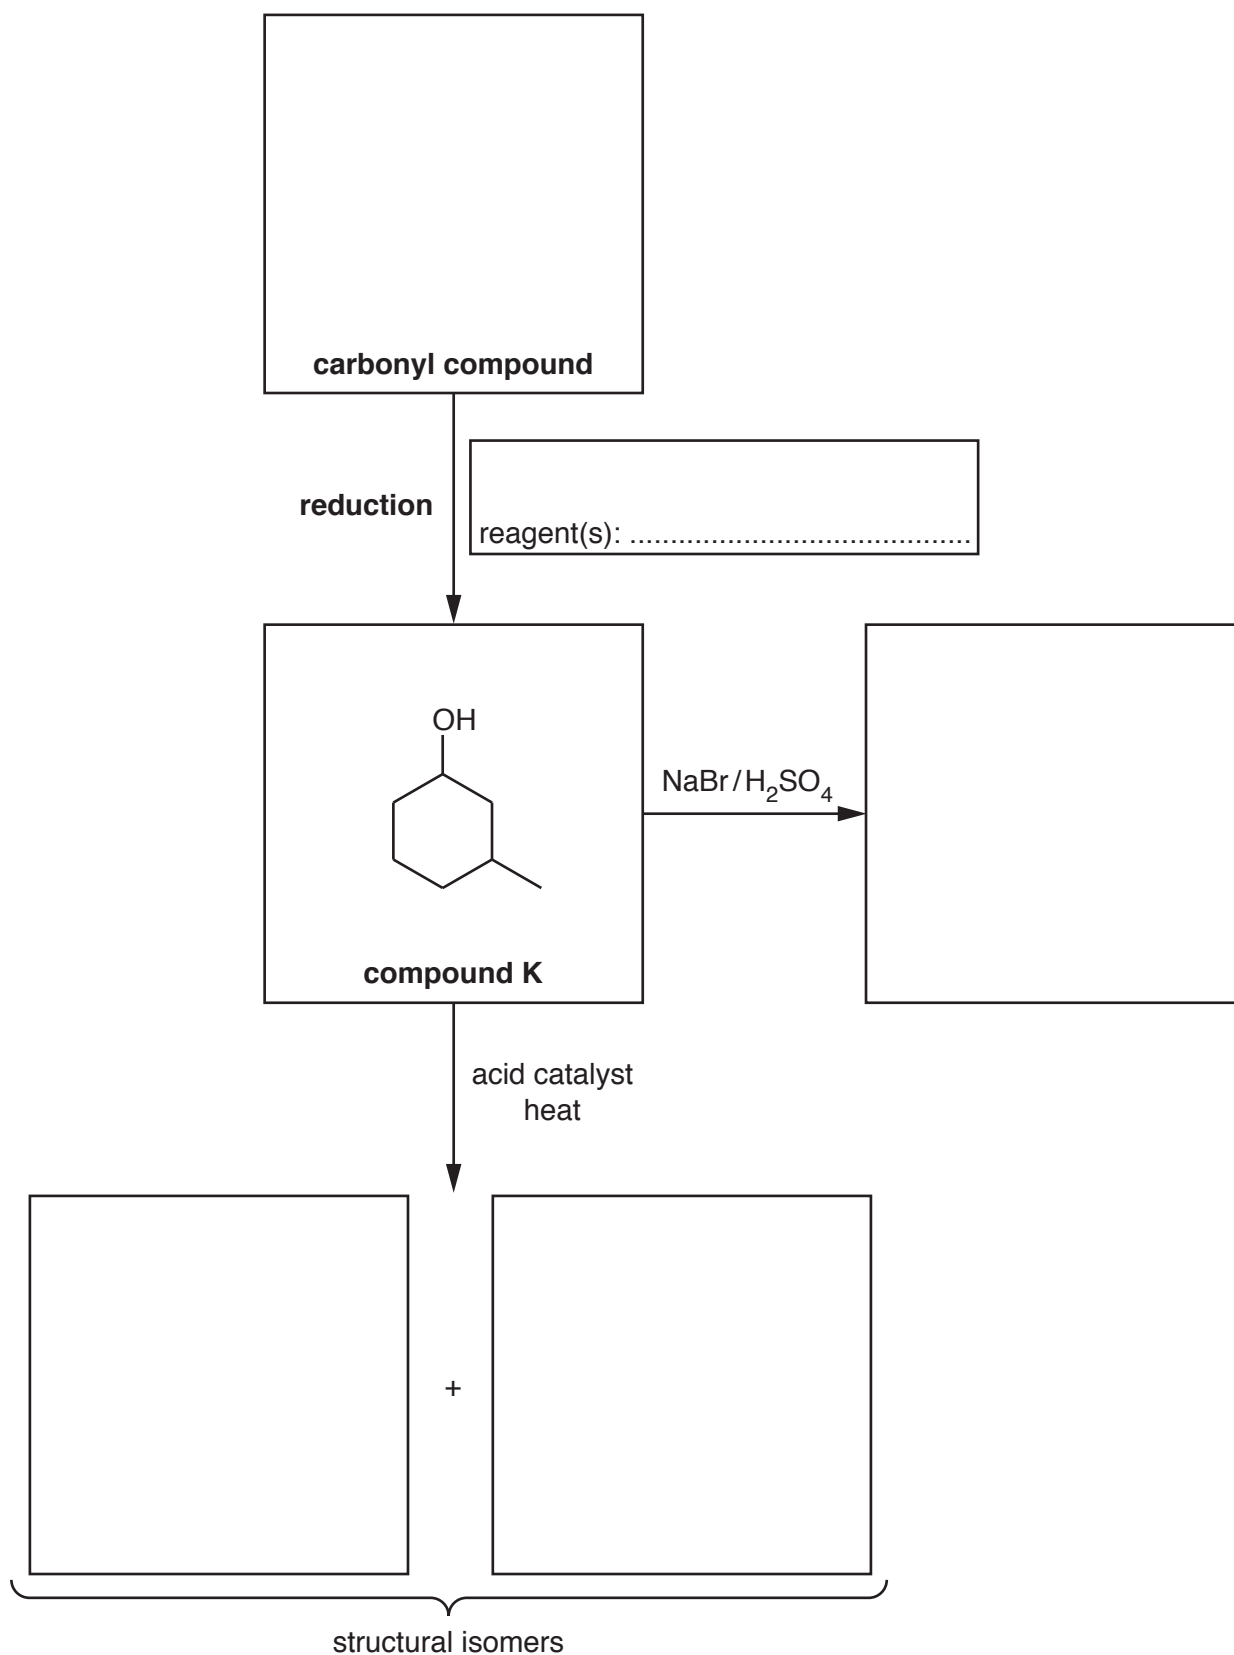 carbonyl compound
reduction
reagent(s): .........................................
OH
NaBr/H₂SO₄
compound K
acid catalyst
heat
+
structural isomers